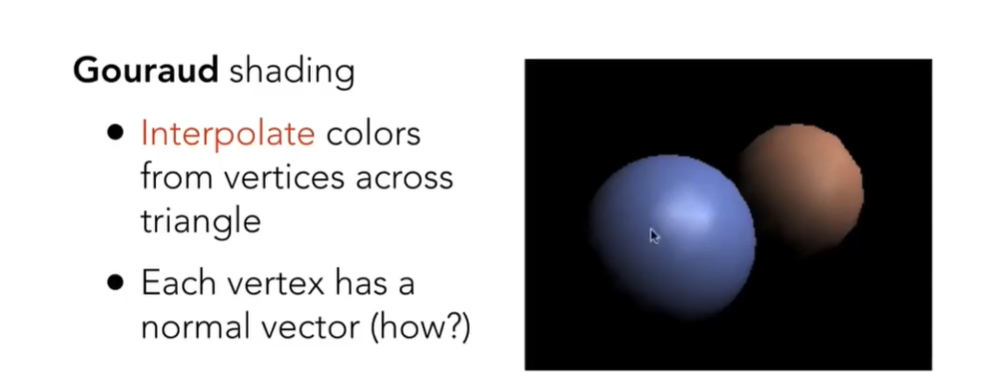 Gouraud shading
● Interpolate colors
from vertices across
triangle
● Each vertex has a
normal vector (how?)